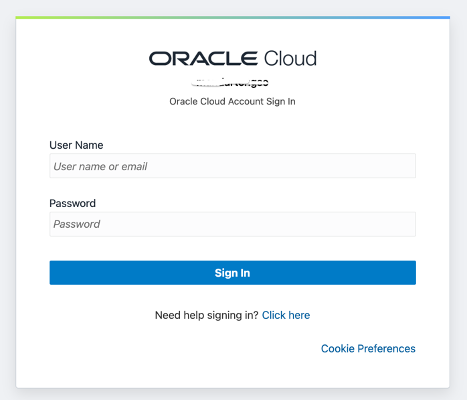 ORACLE Cloud
Oracle Cloud Account Sign In
User Name
User name or email
Password
Password
Sign In
Need help signing in? Click here
Cookie Preferences